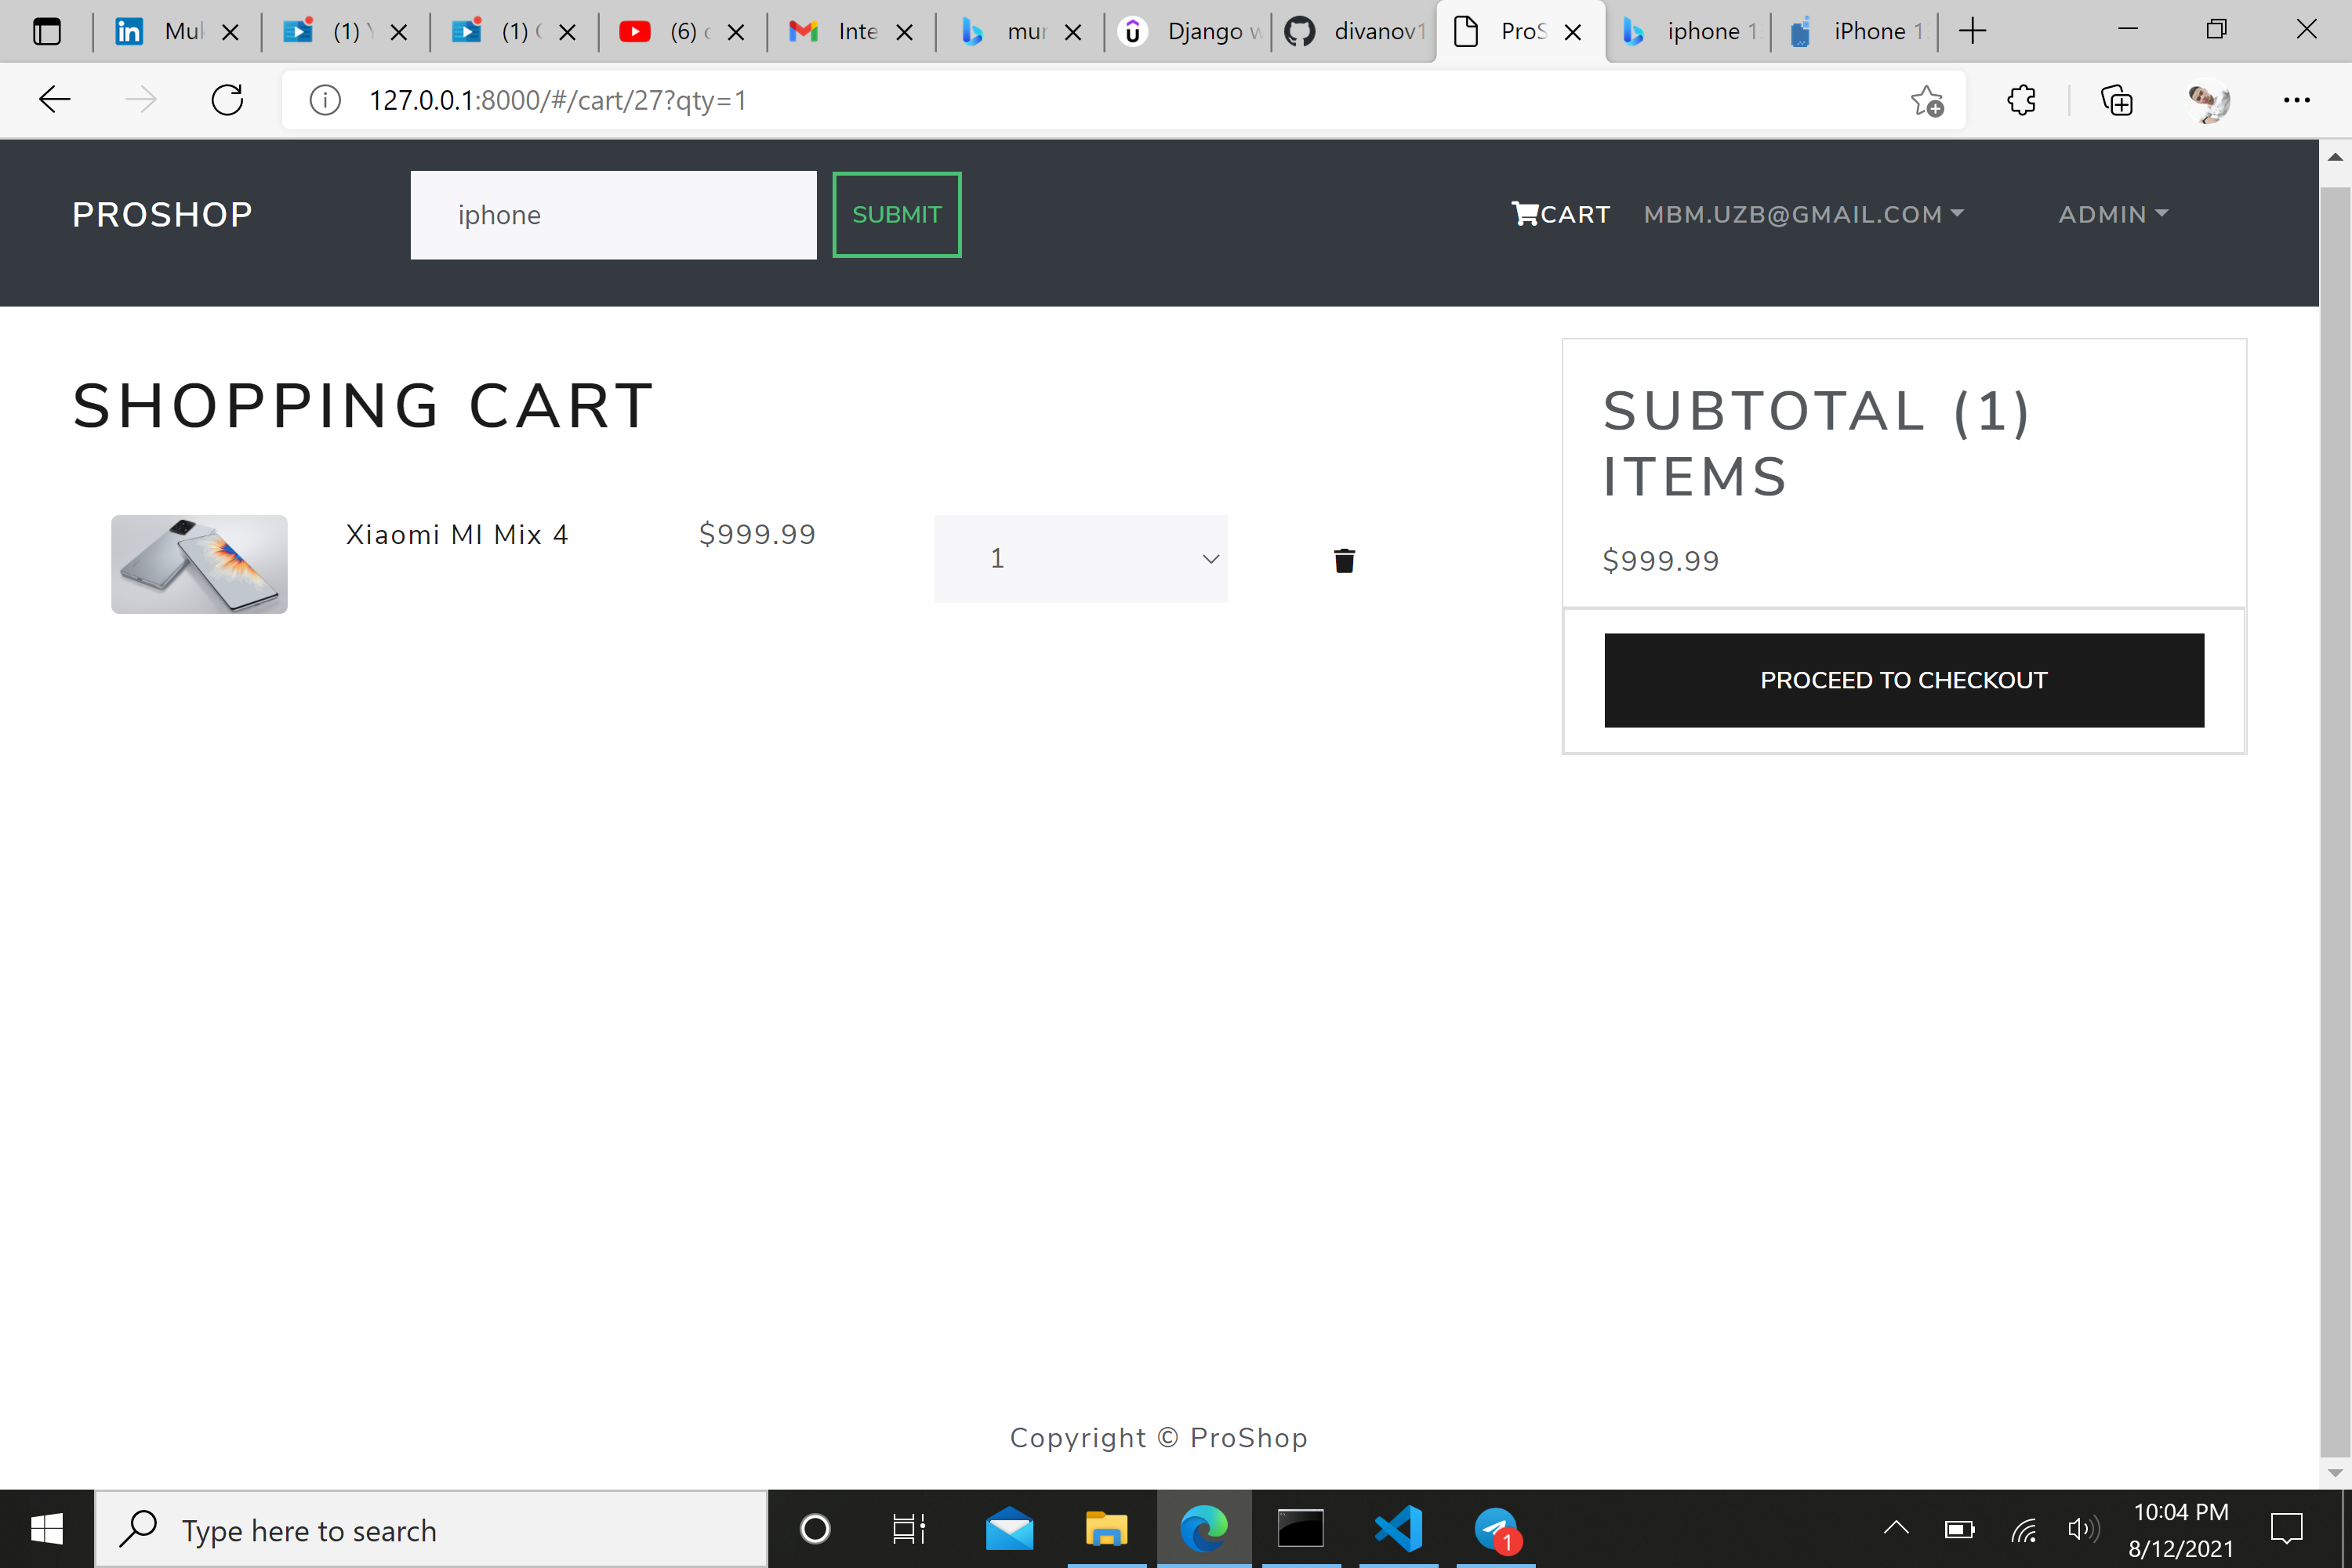 Muk
(1) Y
(1) C
(6) c
Inte
mur
Django w
divanov1
ProS
iphone 1
iPhone 1
127.0.0.1:8000/#/cart/27?qty=1
PROSHOP
iphone
SUBMIT
CART
MBM.UZB@GMAIL.COM
ADMIN
SHOPPING CART
Xiaomi MI Mix 4
$999.99
1
SUBTOTAL (1)
ITEMS
$999.99
PROCEED TO CHECKOUT
Copyright © ProShop
Type here to search
1
10:04 PM
8/12/2021